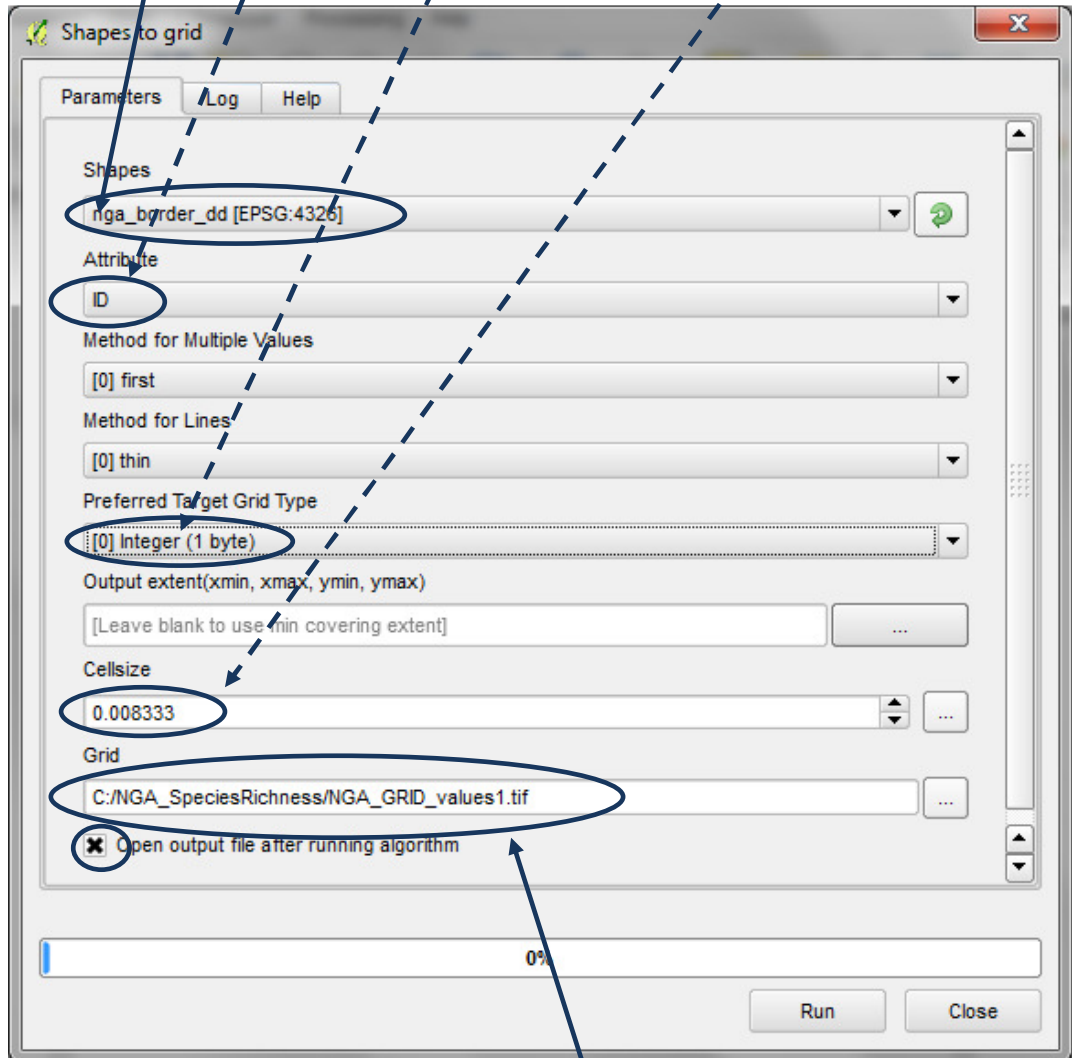 Shapes to grid
Parameters Log Help
Shapes
nga_border_dd [EPSG:4326]
Attribute
ID
Method for Multiple Values
[0] first
Method for Lines
[0] thin
Preferred Target Grid Type
[0] Integer (1 byte)
Output extent(xmin, xmax, ymin, ymax)
[Leave blank to use min covering extent] ...
Cellsize
0.008333 ...
Grid
C:/NGA_SpeciesRichness/NGA_GRID_values1.tif ...
Open output file after running algorithm
0%
Run Close